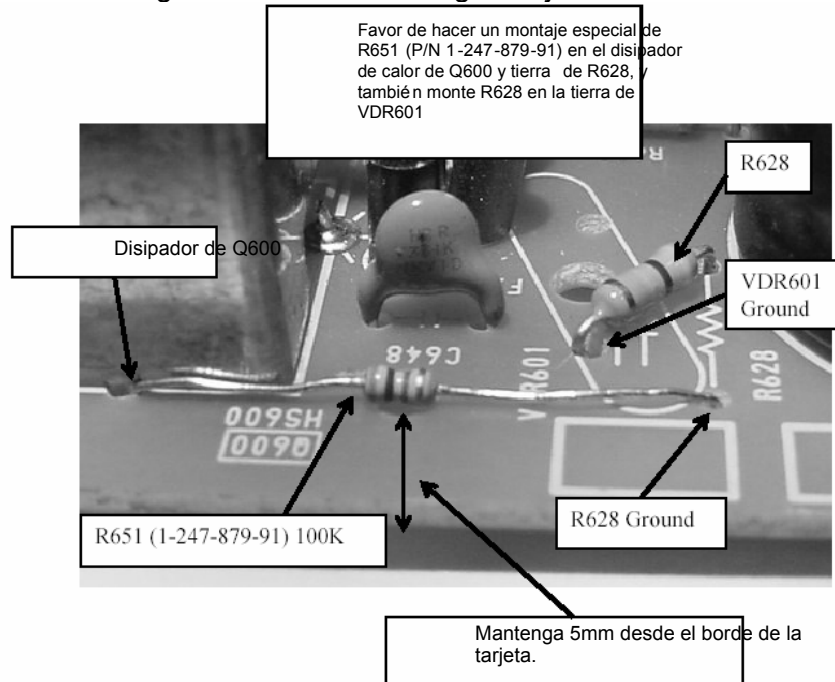 Favor de hacer un montaje especial de
R651 (P/N 1-247-879-91) en el disipador
de calor de Q600 y tierra de R628, y
también monte R628 en la tierra de
VDR601
R628
Disipador de Q600
VDR601
Ground
C648
R628
HS600
Q600
R651 (1-247-879-91) 100K
R628 Ground
Mantenga 5mm desde el borde de la
tarjeta.